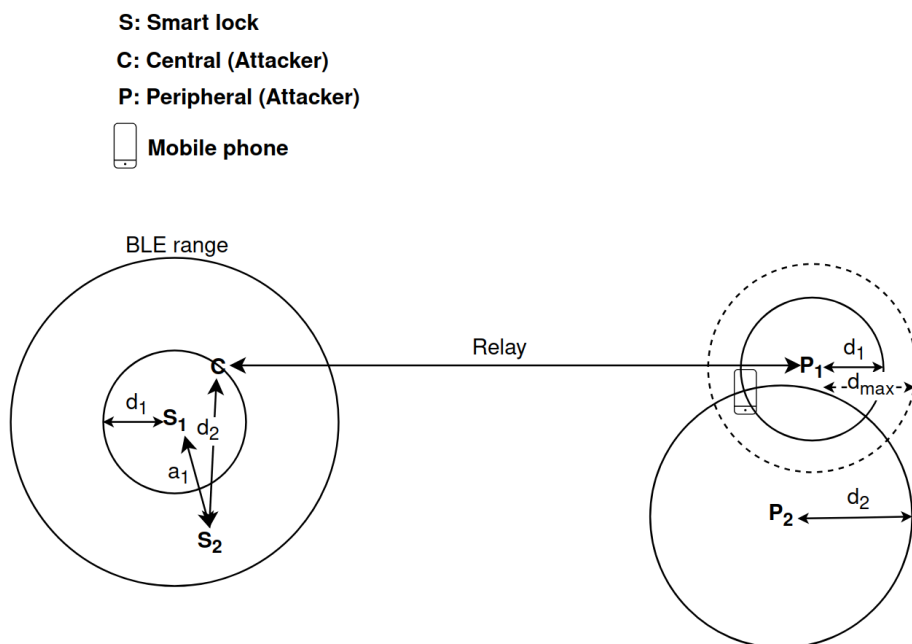 S: Smart lock
C: Central (Attacker)
P: Peripheral (Attacker)
Mobile phone
BLE range
Relay
C
P₁
d₁
d₁
dₘₐₓ
S₁
d₂
a₁
S₂
P₂
d₂